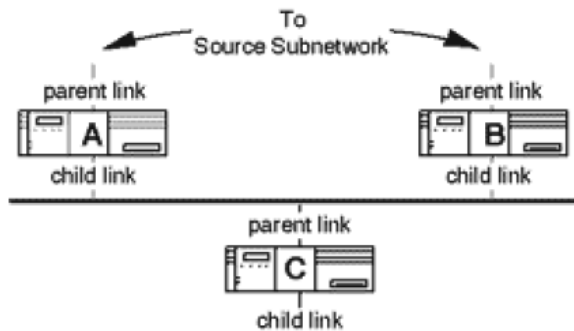 To
Source Subnetwork
parent link
parent link
A
B
child link
child link
parent link
C
child link